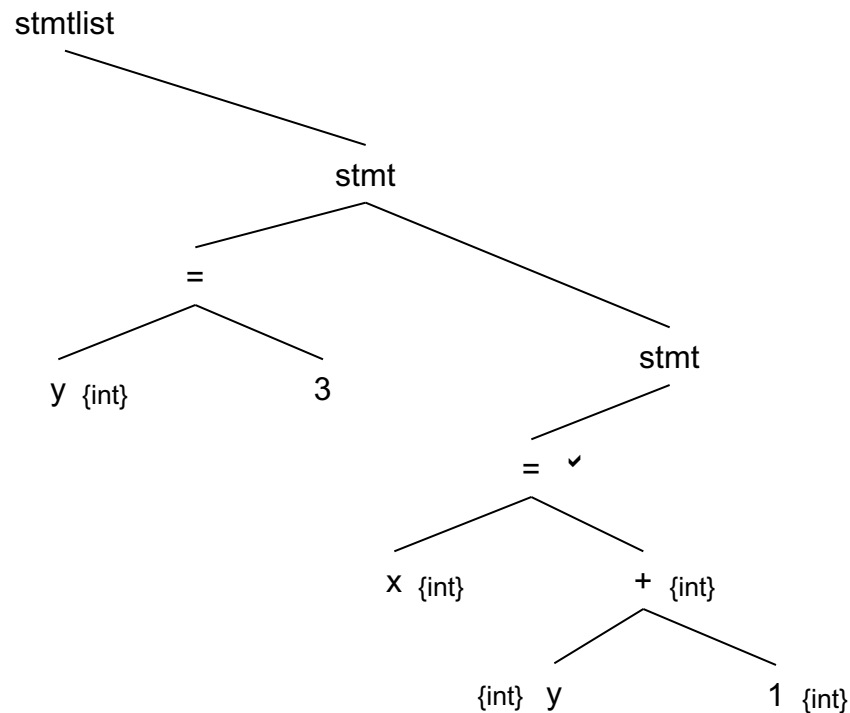 stmtlist
stmt
=
stmt
y {int} 3
= ✓
x {int} + {int}
{int} y 1 {int}